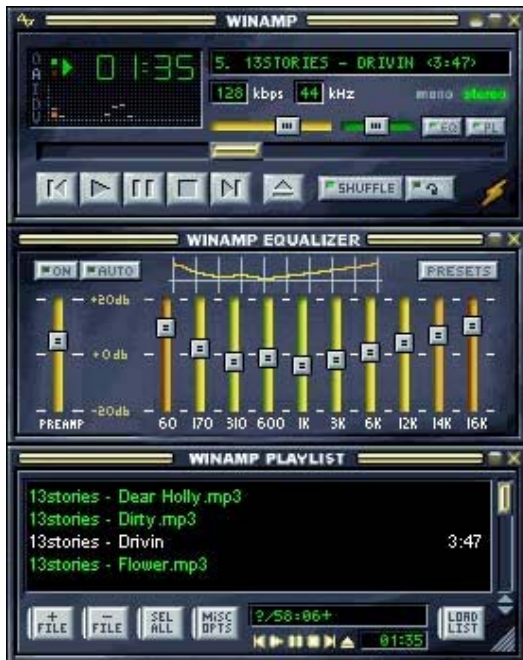 WINAMP
O
A
I
D
V
01:35
5. 13STORIES - DRIVIN <3:47>
128 kbps 44 kHz mono stereo
EQ PL
SHUFFLE
WINAMP EQUALIZER
ON AUTO PRESETS
+20db
+0db
-20db
PREAMP 60 170 310 600 1K 3K 6K 12K 14K 16K
WINAMP PLAYLIST
13stories - Dear Holly.mp3
13stories - Dirty.mp3
13stories - Drivin 3:47
13stories - Flower.mp3
+ FILE - FILE SEL ALL MISC OPTS ?/58:06+ LOAD LIST
01:35